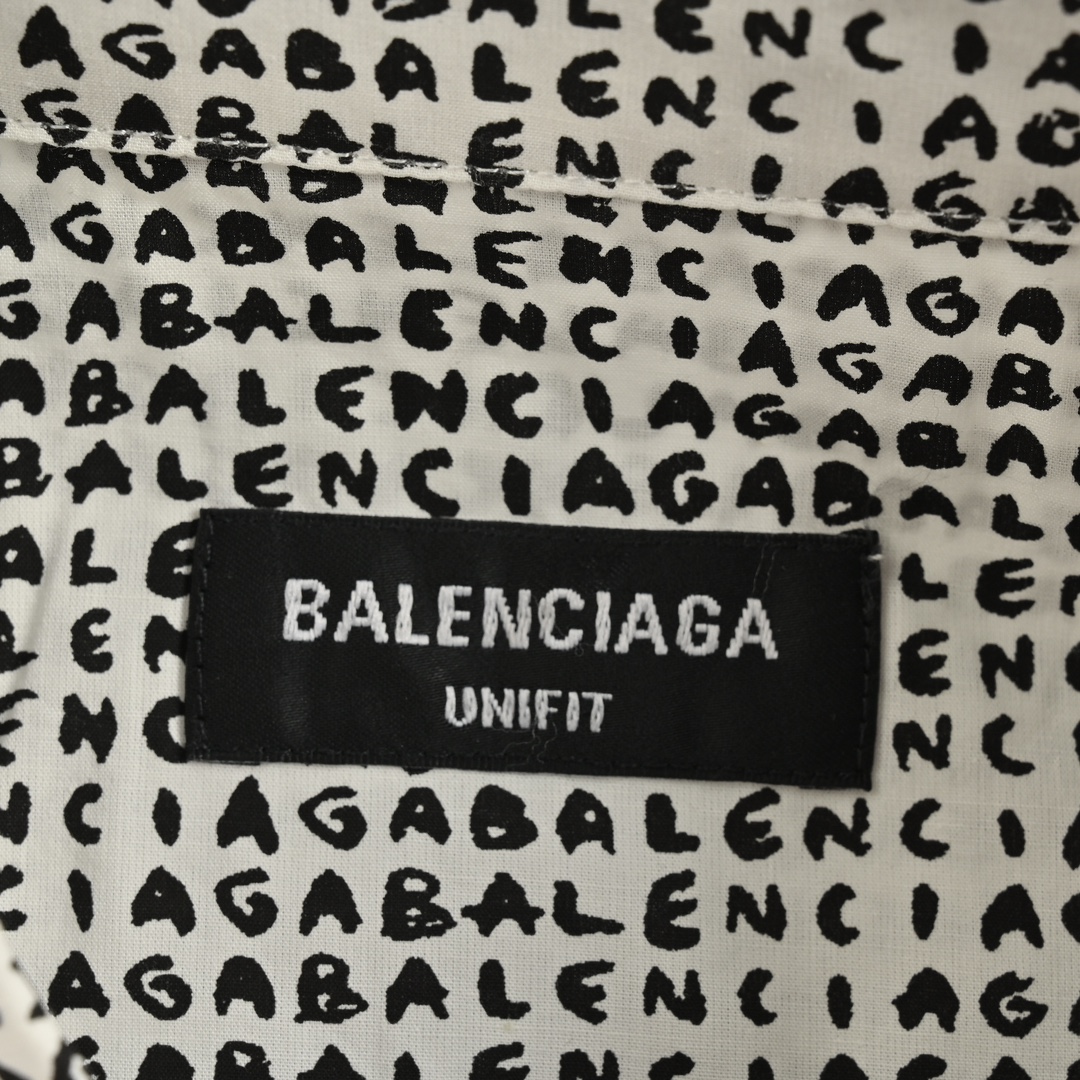 A B A L E N C I
A G A B A L E N C I A
G A B A L E N C I A G
A G A B A L E N C I A G
A G A B A L E N C I A G A
G A B A L E N C I A G A B
A B A L E N C I A G A B A
B A L E N C I A G A B A L
A L E L E
A E N E N
E N C N C
BALENCIAGA
UNIFIT
N C I A G A B A L E N C I
C I A G A B A L E N C I A
A G A B A L E N C I A G
G A B A L E N C I A G A